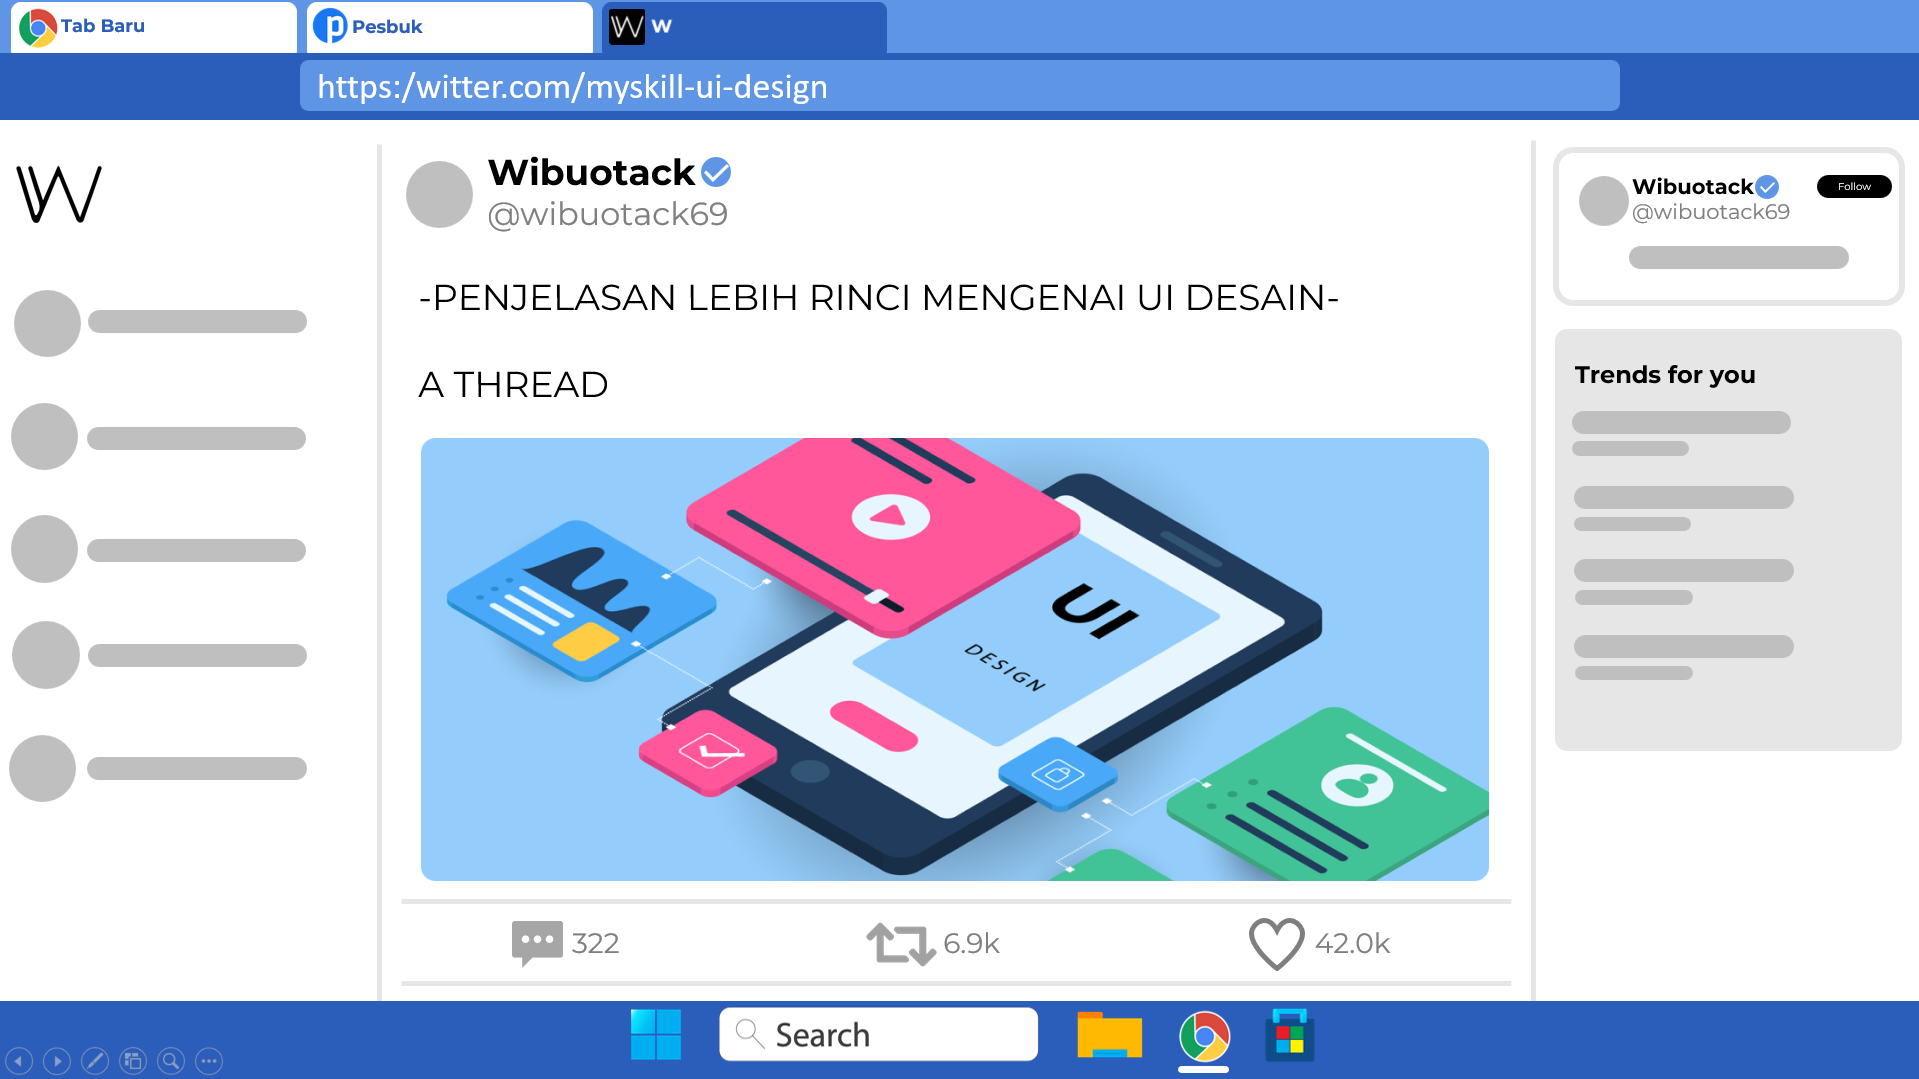 Tab Baru
Pesbuk
W
https:/witter.com/myskill-ui-design
W
Wibuotack
@wibuotack69
-PENJELASAN LEBIH RINCI MENGENAI UI DESAIN-
A THREAD
UI
DESIGN
322
6.9k
42.0k
Wibuotack
Follow
@wibuotack69
Trends for you
Search